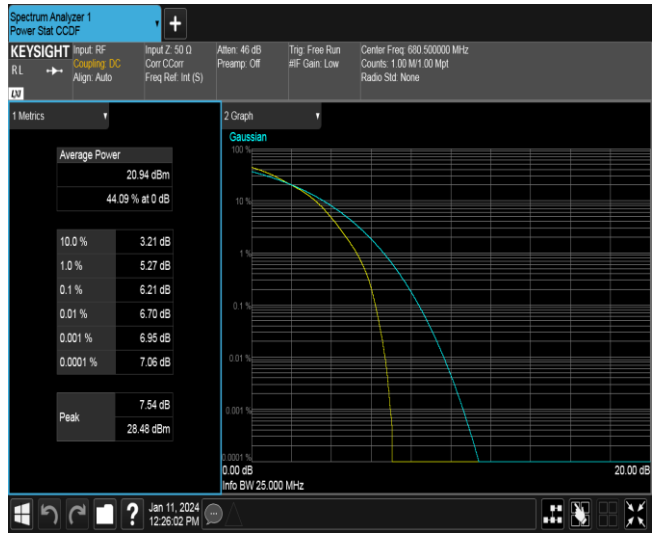 Spectrum Analyzer 1
Power Stat CCDF
+
KEYSIGHT Input: RF Input Z: 50 Ω Atten: 46 dB Trig: Free Run Center Freq: 680.500000 MHz
RL Coupling: DC Corr CCorr Preamp: Off #IF Gain: Low Counts: 1.00 M/1.00 Mpt
Align: Auto Freq Ref: Int (S) Radio Std: None
LXI
1 Metrics
2 Graph
Average Power
20.94 dBm
44.09 % at 0 dB
10.0 % 3.21 dB
1.0 % 5.27 dB
0.1 % 6.21 dB
0.01 % 6.70 dB
0.001 % 6.95 dB
0.0001 % 7.06 dB
Peak 7.54 dB
28.48 dBm
Gaussian
100 %
10 %
1 %
0.1 %
0.01 %
0.001 %
0.0001 %
0.00 dB 20.00 dB
Info BW 25.000 MHz
? Jan 11, 2024
12:26:02 PM